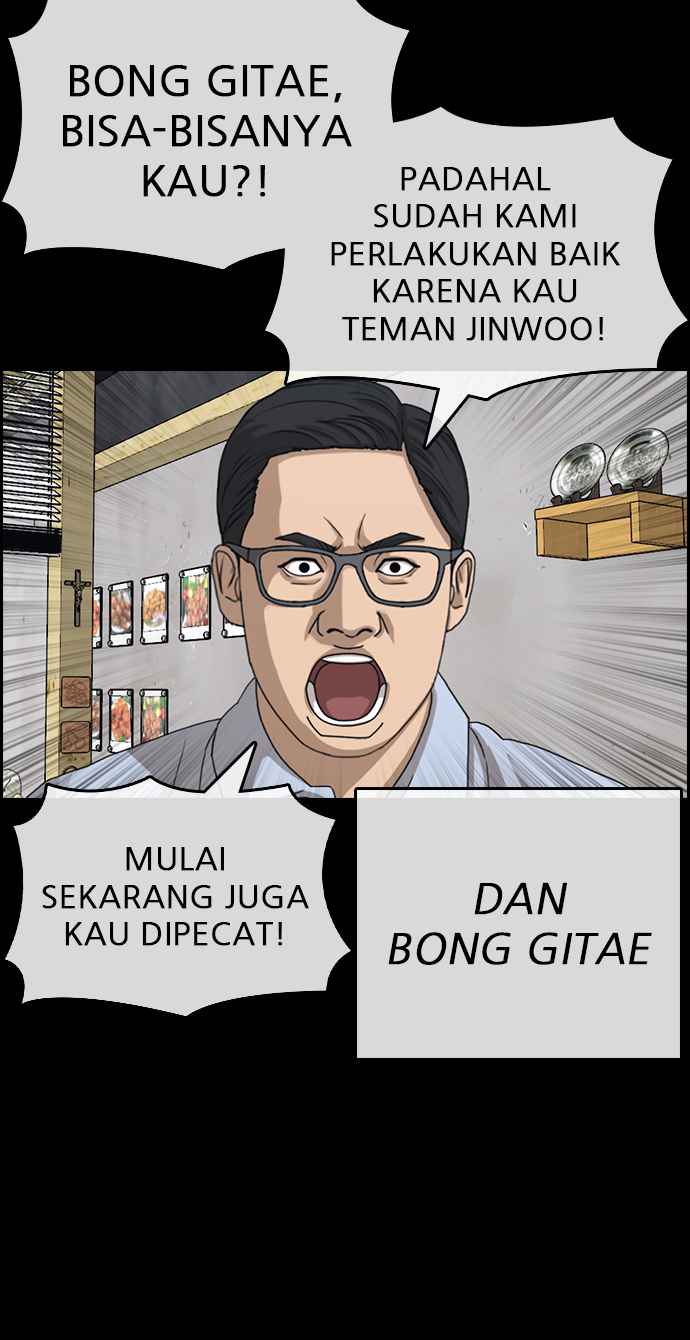 BONG GITAE,
BISA-BISANYA
KAU?!
PADAHAL
SUDAH KAMI
PERLAKUKAN BAIK
KARENA KAU
TEMAN JINWOO!
MULAI
SEKARANG JUGA
KAU DIPECAT!
DAN
BONG GITAE